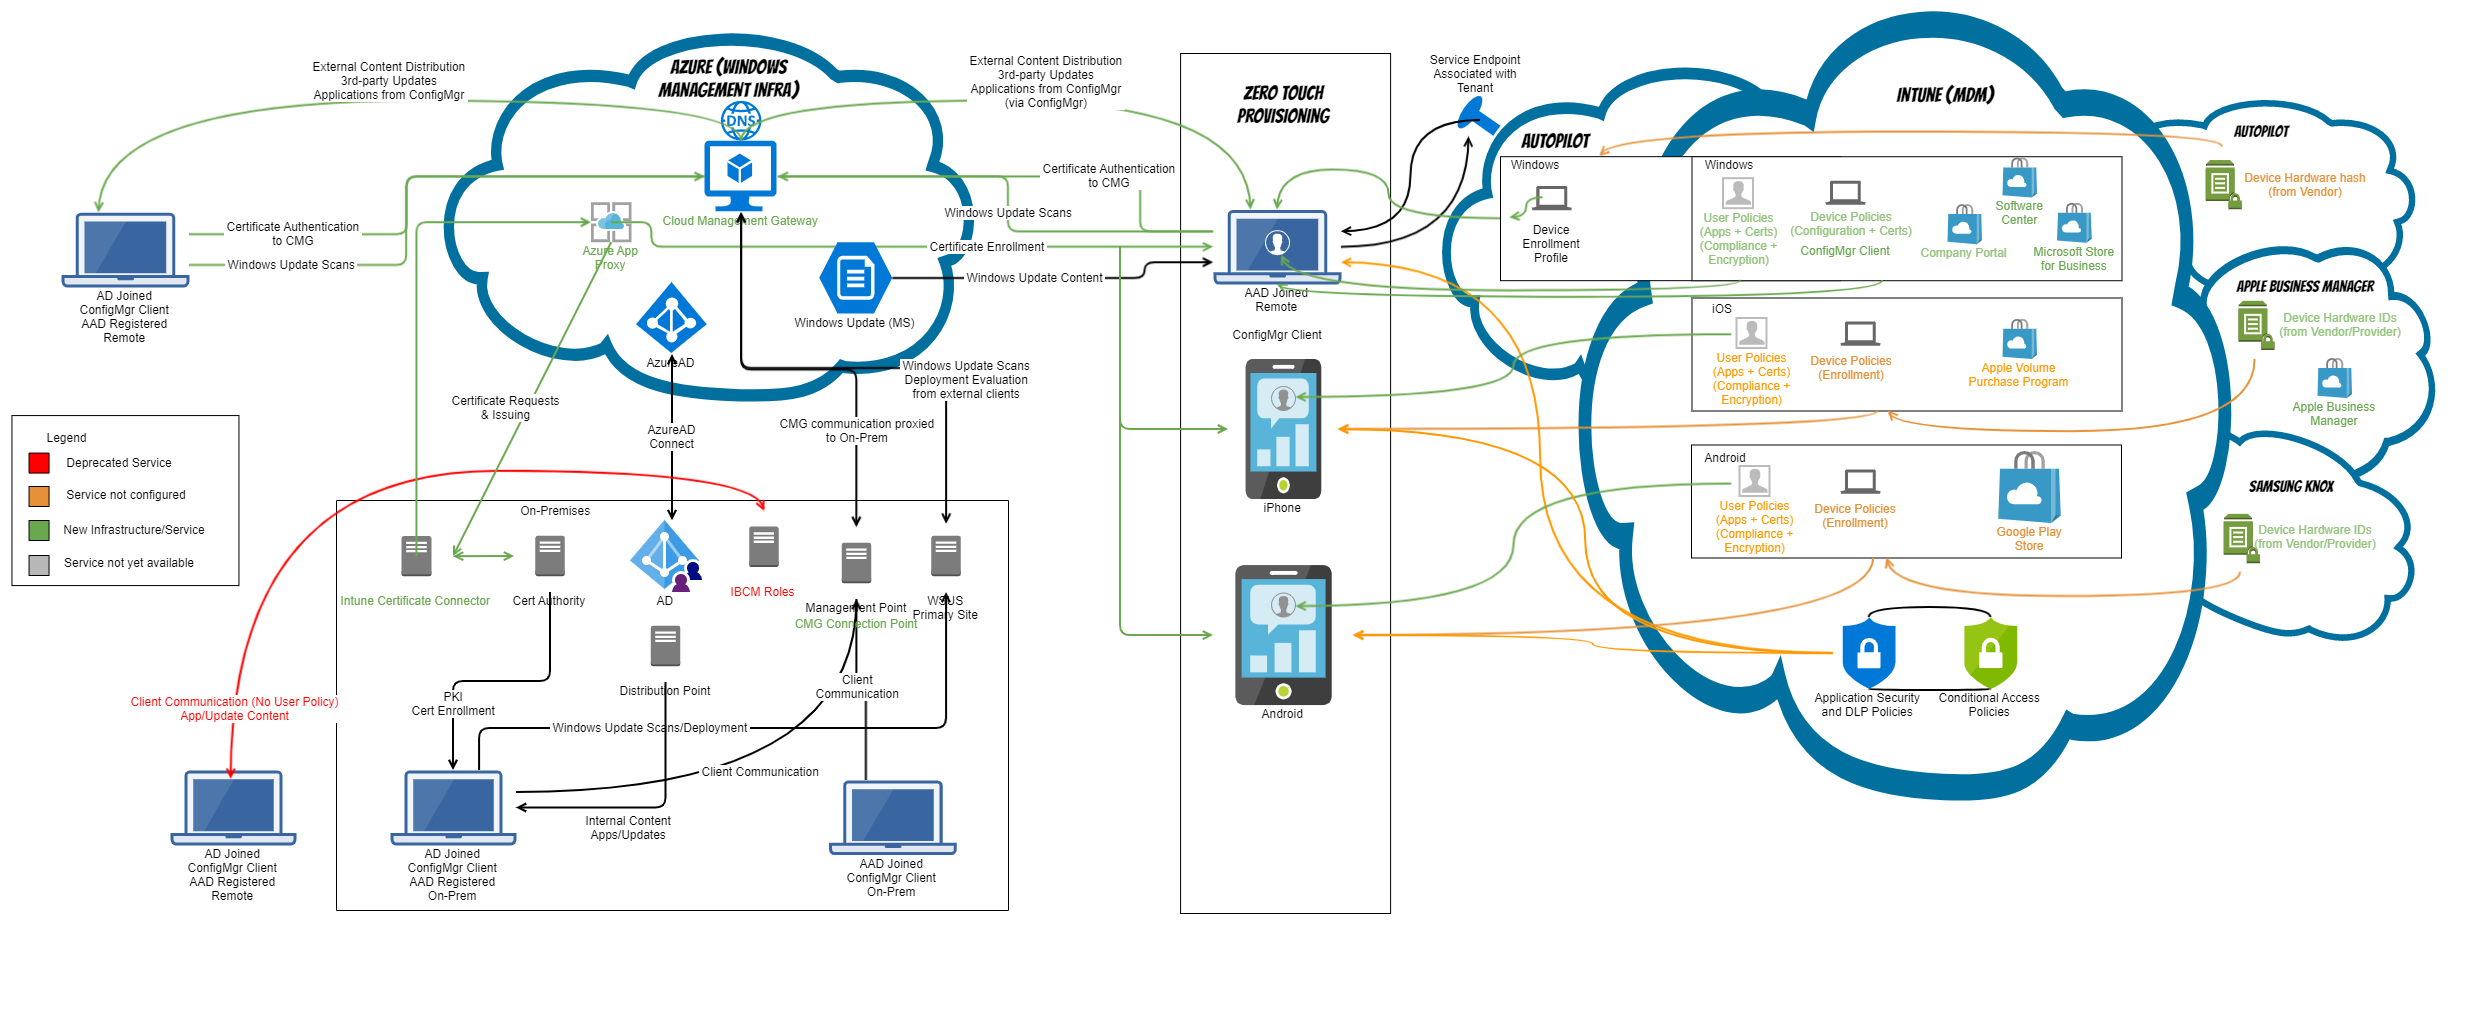 External Content Distribution
3rd-party Updates
Applications from ConfigMgr
AZURE (WINDOWS
MANAGEMENT INFRA)
DNS
Cloud Management Gateway
Azure App
Proxy
AzureAD
Windows Update (MS)
External Content Distribution
3rd-party Updates
Applications from ConfigMgr
(via ConfigMgr)
Certificate Authentication
to CMG
Windows Update Scans
Certificate Enrollment
Windows Update Content
Certificate Authentication
to CMG
Windows Update Scans
AD Joined
ConfigMgr Client
AAD Registered
Remote
Windows Update Scans
Deployment Evaluation
from external clients
Certificate Requests
& Issuing
AzureAD
Connect
CMG communication proxied
to On-Prem
Legend
Deprecated Service
Service not configured
New Infrastructure/Service
Service not yet available
On-Premises
Intune Certificate Connector
Cert Authority
AD
IBCM Roles
Management Point
CMG Connection Point
WSUS
Primary Site
Distribution Point
PKI
Cert Enrollment
Windows Update Scans/Deployment
Client
Communication
Client Communication
Internal Content
Apps/Updates
Client Communication (No User Policy)
App/Update Content
AD Joined
ConfigMgr Client
AAD Registered
Remote
AD Joined
ConfigMgr Client
AAD Registered
On-Prem
AAD Joined
ConfigMgr Client
On-Prem
ZERO TOUCH
PROVISIONING
AAD Joined
Remote
ConfigMgr Client
iPhone
Android
Service Endpoint
Associated with
Tenant
AUTOPILOT
Windows
Device
Enrollment
Profile
INTUNE (MDM)
Windows
User Policies
(Apps + Certs)
(Compliance +
Encryption)
Device Policies
(Configuration + Certs)
ConfigMgr Client
Company Portal
Software
Center
Microsoft Store
for Business
iOS
User Policies
(Apps + Certs)
(Compliance +
Encryption)
Device Policies
(Enrollment)
Apple Volume
Purchase Program
Android
User Policies
(Apps + Certs)
(Compliance +
Encryption)
Device Policies
(Enrollment)
Google Play
Store
Application Security
and DLP Policies
Conditional Access
Policies
AUTOPILOT
Device Hardware hash
(from Vendor)
APPLE BUSINESS MANAGER
Device Hardware IDs
(from Vendor/Provider)
Apple Business
Manager
SAMSUNG KNOX
Device Hardware IDs
(from Vendor/Provider)